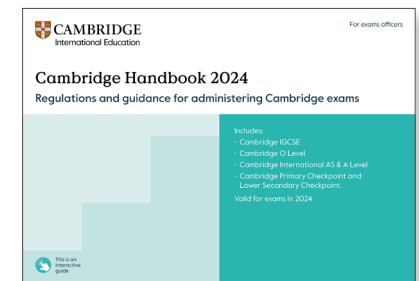 CAMBRIDGE
International Education
For exams officers
Cambridge Handbook 2024
Regulations and guidance for administering Cambridge exams
Includes:
· Cambridge IGCSE
· Cambridge O Level
· Cambridge International AS & A Level
· Cambridge Primary Checkpoint and
Lower Secondary Checkpoint.
Valid for exams in 2024
This is an
interactive
guide